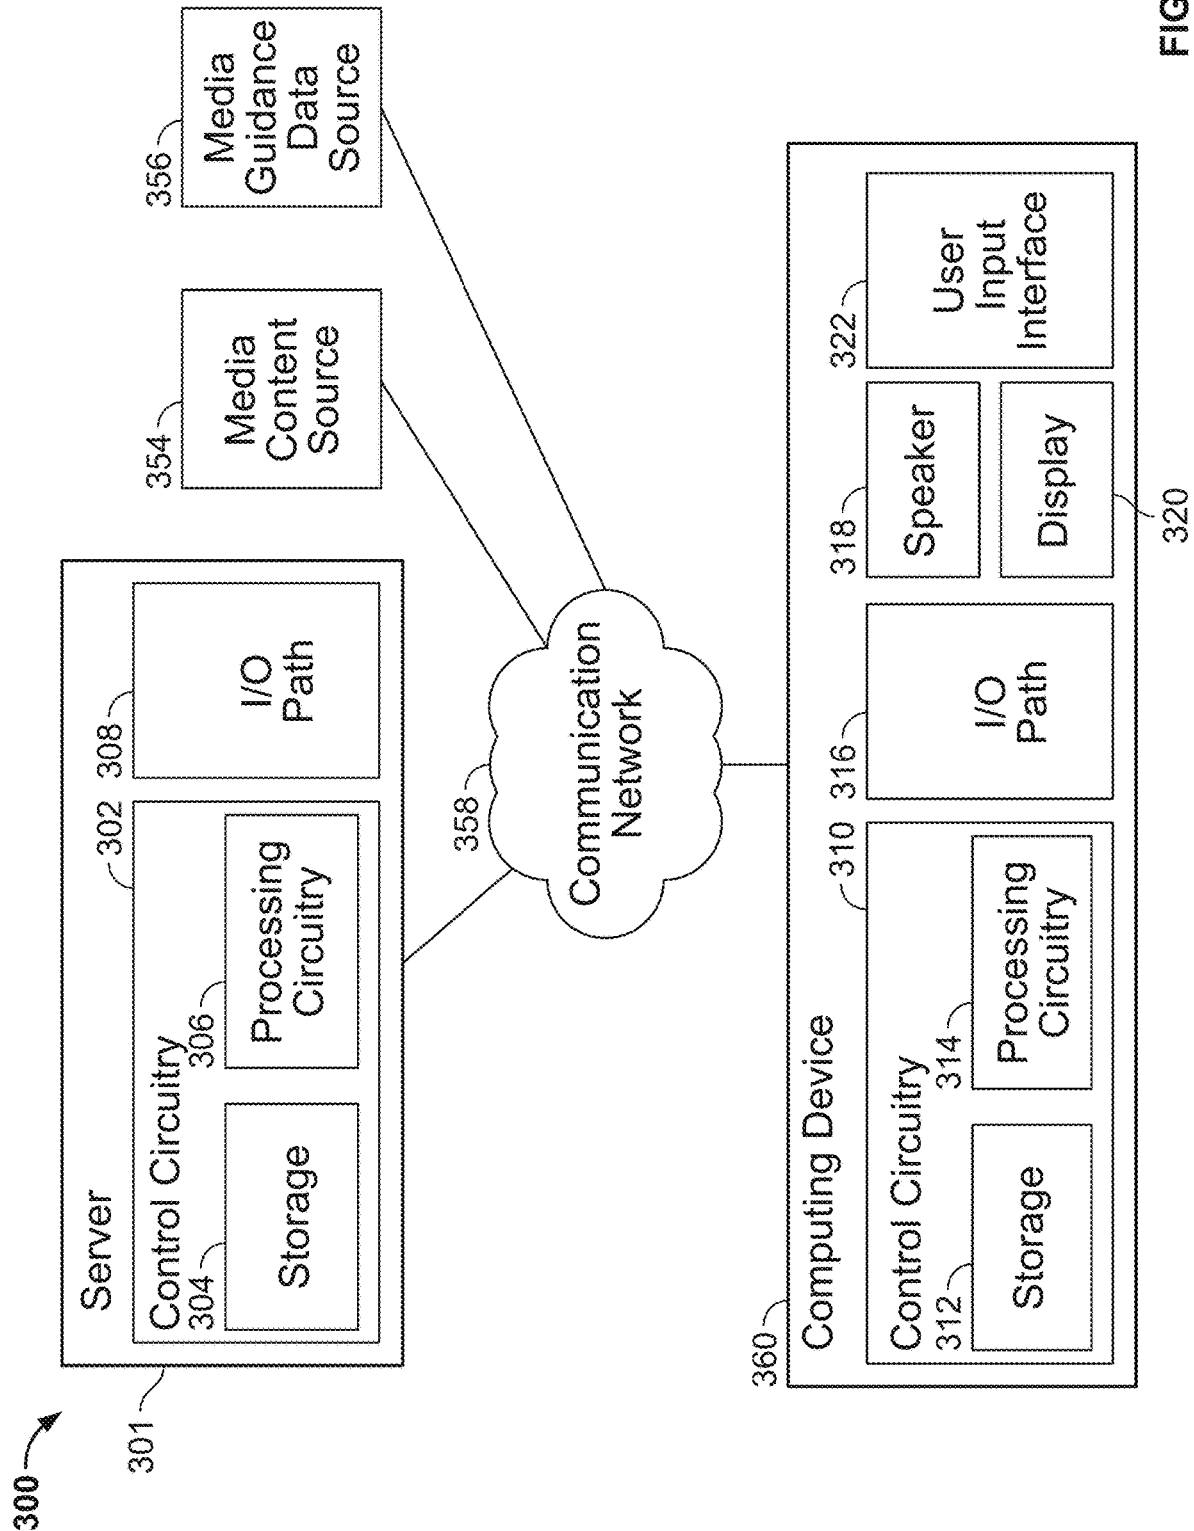 300
301
Server
302
Control Circuitry
304
Storage
306
Processing
Circuitry
308
I/O
Path
354
Media
Content
Source
356
Media
Guidance
Data
Source
358
Communication
Network
360
Computing Device
310
Control Circuitry
312
Storage
314
Processing
Circuitry
316
I/O
Path
318
Speaker
Display
320
322
User
Input
Interface
FIG